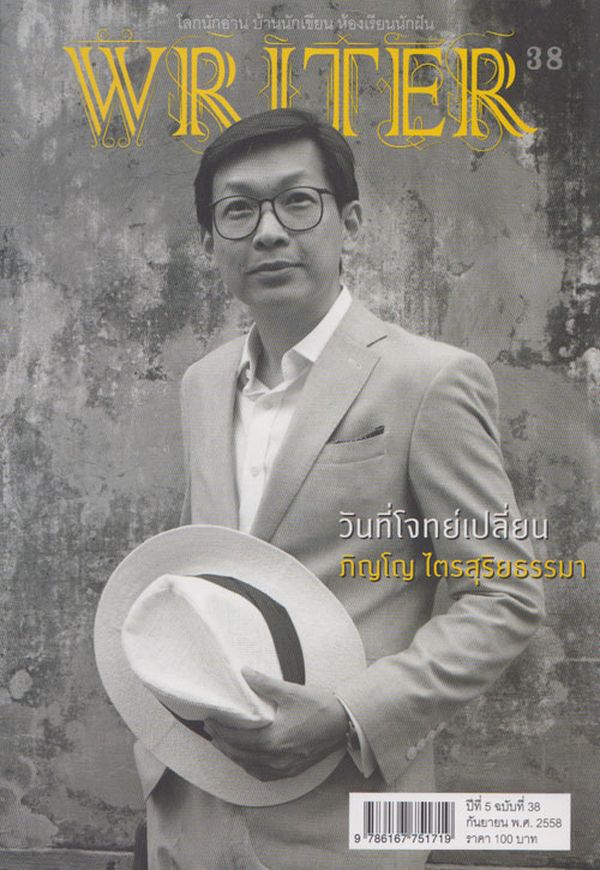 โลกนักอ่าน บ้านนักเขียน ห้องเรียนนักฝัน
WRITER 38
วันที่โจทย์เปลี่ยน
ภิญโญ ไตรสุริยธรรมา
ปีที่ 5 ฉบับที่ 38
กันยายน พ.ศ. 2558
ราคา 100 บาท
9 786167 751719